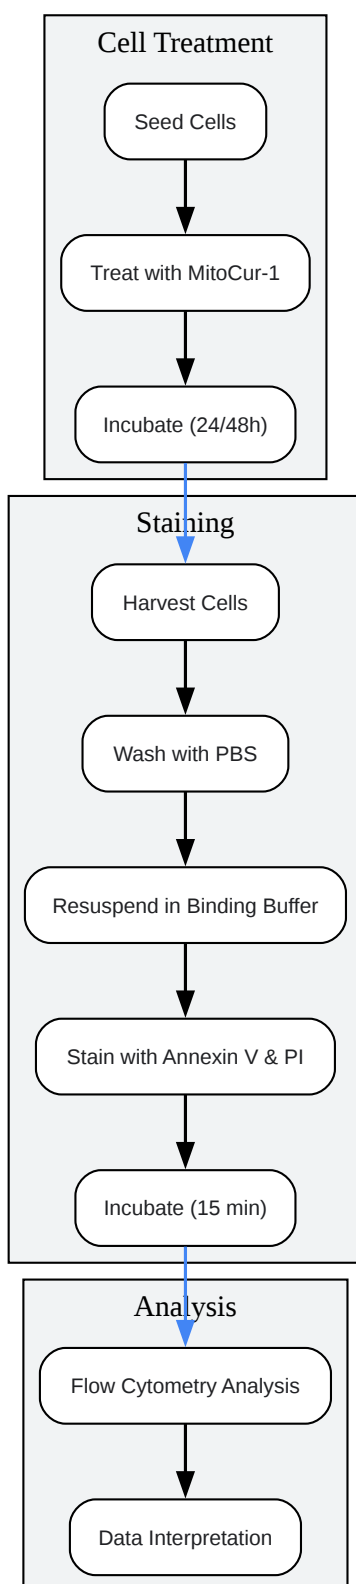 Cell Treatment
Seed Cells
Treat with MitoCur-1
Incubate (24/48h)
Staining
Harvest Cells
Wash with PBS
Resuspend in Binding Buffer
Stain with Annexin V & PI
Incubate (15 min)
Analysis
Flow Cytometry Analysis
Data Interpretation